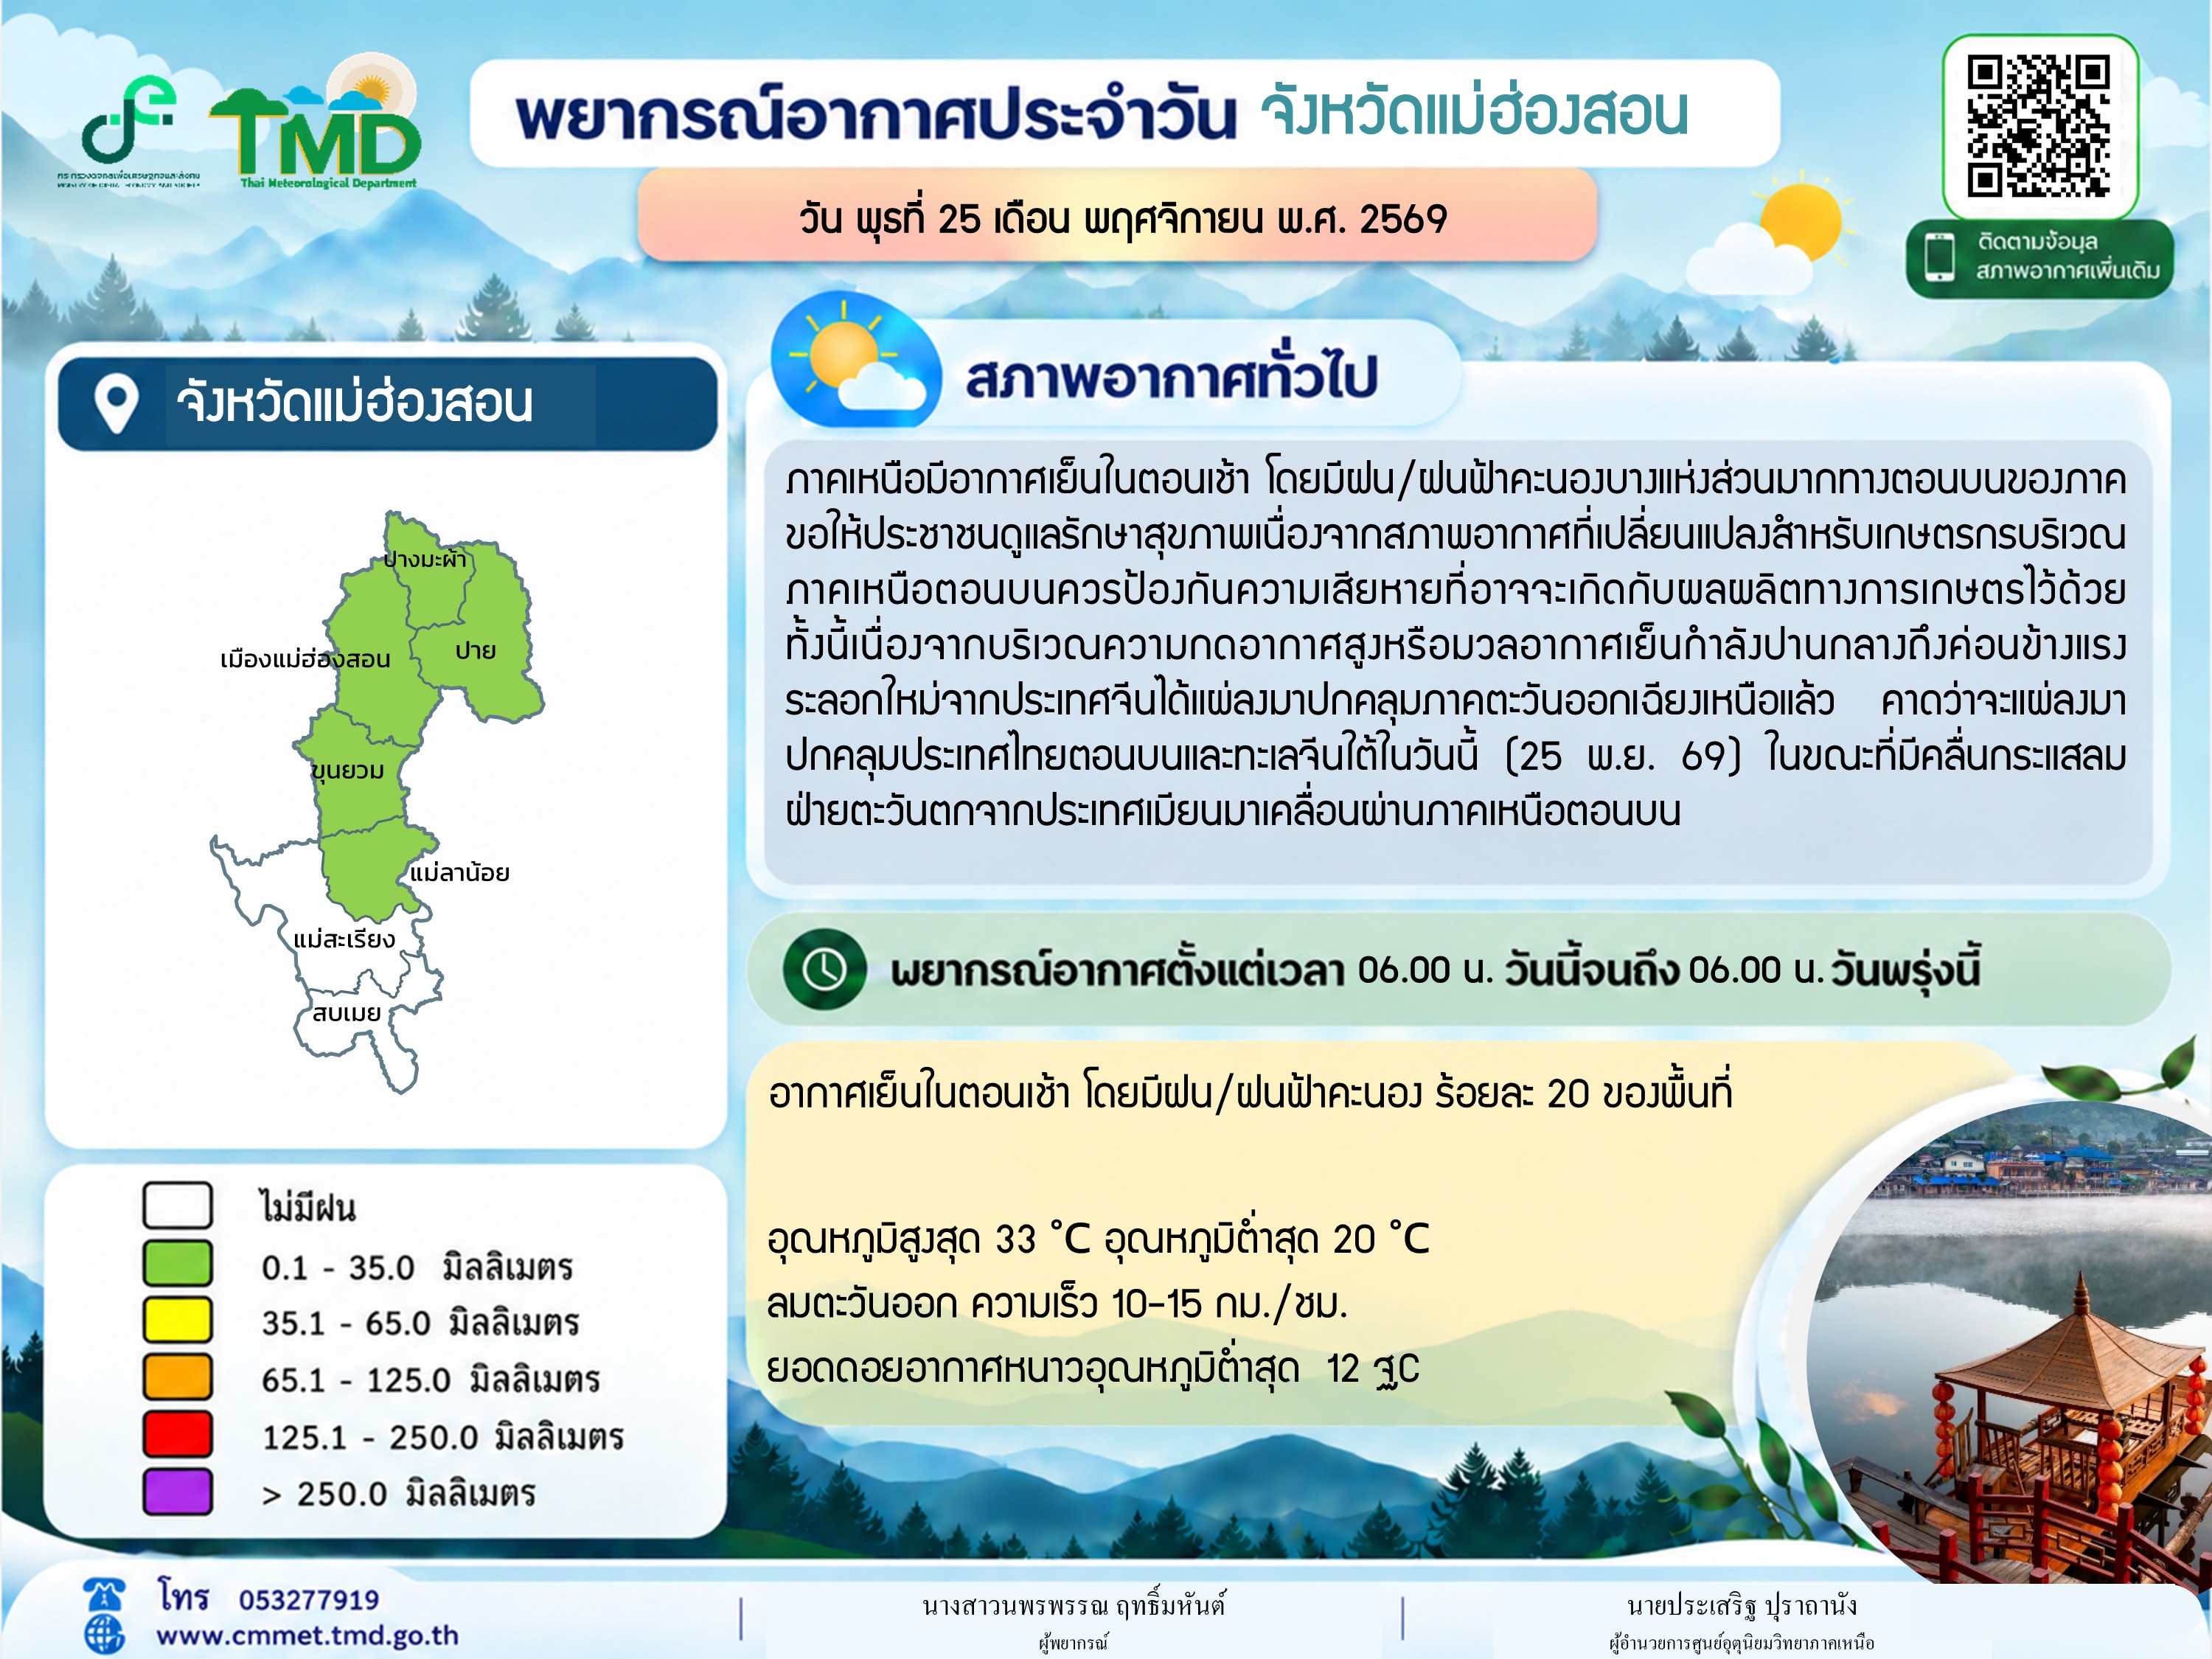 TMD
Thai Meteorological Department
พยากรณ์อากาศประจำวัน จังหวัดแม่ฮ่องสอน
วัน พุธที่ 25 เดือน พฤศจิกายน พ.ศ. 2569
ติดตามข้อมูล
สภาพอากาศเพิ่มเติม
จังหวัดแม่ฮ่องสอน
ปางมะผ้า
ปาย
เมืองแม่ฮ่องสอน
ขุนยวม
แม่ลาน้อย
แม่สะเรียง
สบเมย
ไม่มีฝน
0.1 - 35.0 มิลลิเมตร
35.1 - 65.0 มิลลิเมตร
65.1 - 125.0 มิลลิเมตร
125.1 - 250.0 มิลลิเมตร
> 250.0 มิลลิเมตร
สภาพอากาศทั่วไป
ภาคเหนือมีอากาศเย็นในตอนเช้า โดยมีฝน/ฝนฟ้าคะนองบางแห่งส่วนมากทางตอนบนของภาค
ขอให้ประชาชนดูแลรักษาสุขภาพเนื่องจากสภาพอากาศที่เปลี่ยนแปลงสำหรับเกษตรกรบริเวณ
ภาคเหนือตอนบนควรป้องกันความเสียหายที่อาจจะเกิดกับผลผลิตทางการเกษตรไว้ด้วย
ทั้งนี้เนื่องจากบริเวณความกดอากาศสูงหรือมวลอากาศเย็นกำลังปานกลางถึงค่อนข้างแรง
ระลอกใหม่จากประเทศจีนได้แผ่ลงมาปกคลุมภาคตะวันออกเฉียงเหนือแล้ว คาดว่าจะแผ่ลงมา
ปกคลุมประเทศไทยตอนบนและทะเลจีนใต้ในวันนี้ (25 พ.ย. 69) ในขณะที่มีคลื่นกระแสลม
ฝ่ายตะวันตกจากประเทศเมียนมาเคลื่อนผ่านภาคเหนือตอนบน
พยากรณ์อากาศตั้งแต่เวลา 06.00 น. วันนี้จนถึง 06.00 น. วันพรุ่งนี้
อากาศเย็นในตอนเช้า โดยมีฝน/ฝนฟ้าคะนอง ร้อยละ 20 ของพื้นที่
อุณหภูมิสูงสุด 33 °C อุณหภูมิต่ำสุด 20 °C
ลมตะวันออก ความเร็ว 10-15 กม./ชม.
ยอดดอยอากาศหนาวอุณหภูมิต่ำสุด 12 ฐC
โทร 053277919
www.cmmet.tmd.go.th
นางสาวนพรพรรณ ฤทธิ์มหันต์
ผู้พยากรณ์
นายประเสริฐ ปุราถานัง
ผู้อำนวยการศูนย์อุตุนิยมวิทยาภาคเหนือ